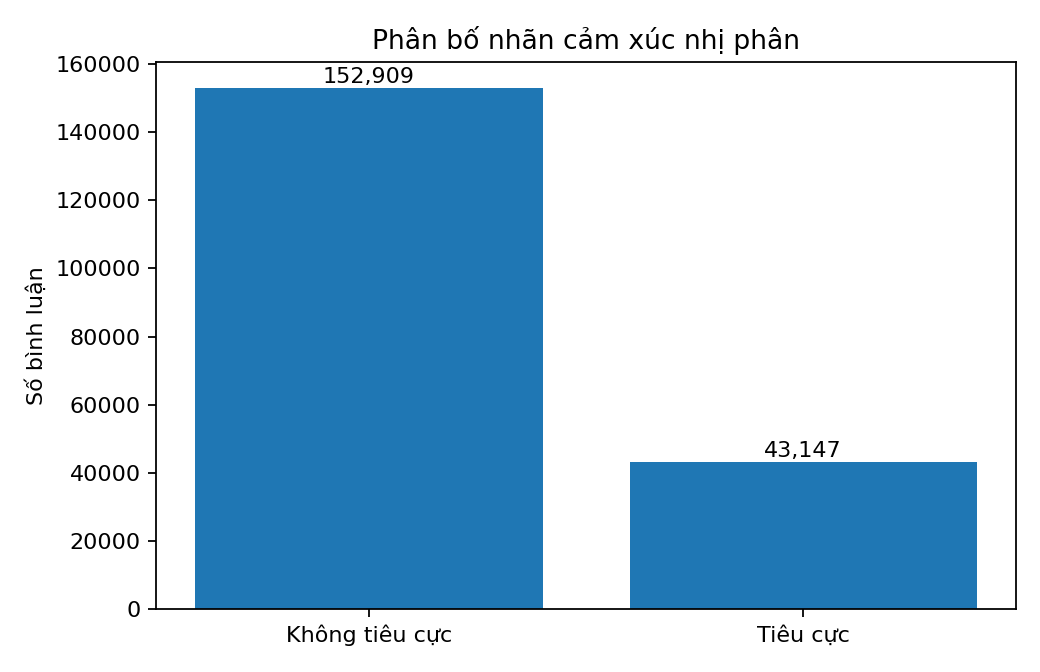 Phân bố nhãn cảm xúc nhị phân
Số bình luận
160000
140000
120000
100000
80000
60000
40000
20000
0
152,909
43,147
Không tiêu cực
Tiêu cực